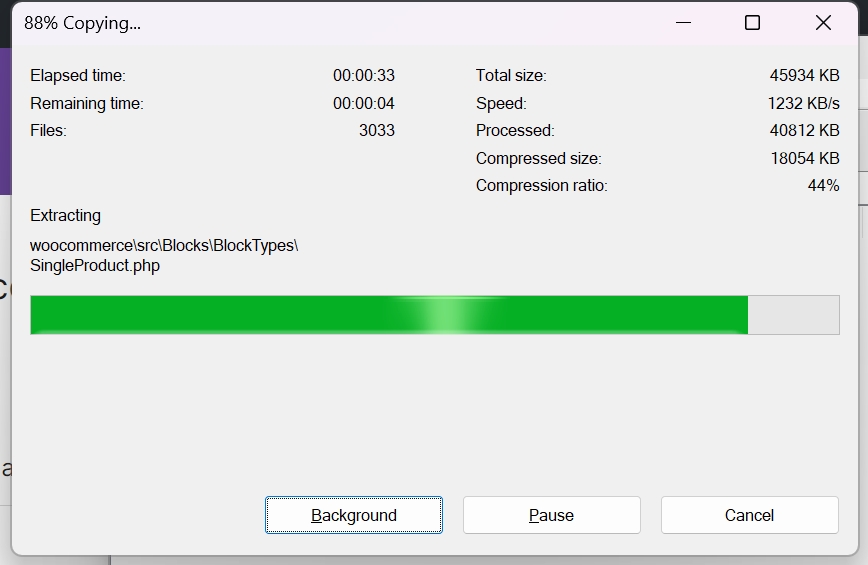 88% Copying...
Elapsed time: 00:00:33
Remaining time: 00:00:04
Files: 3033
Total size: 45934 KB
Speed: 1232 KB/s
Processed: 40812 KB
Compressed size: 18054 KB
Compression ratio: 44%
Extracting
woocommerce\src\Blocks\BlockTypes\
SingleProduct.php
Background Pause Cancel